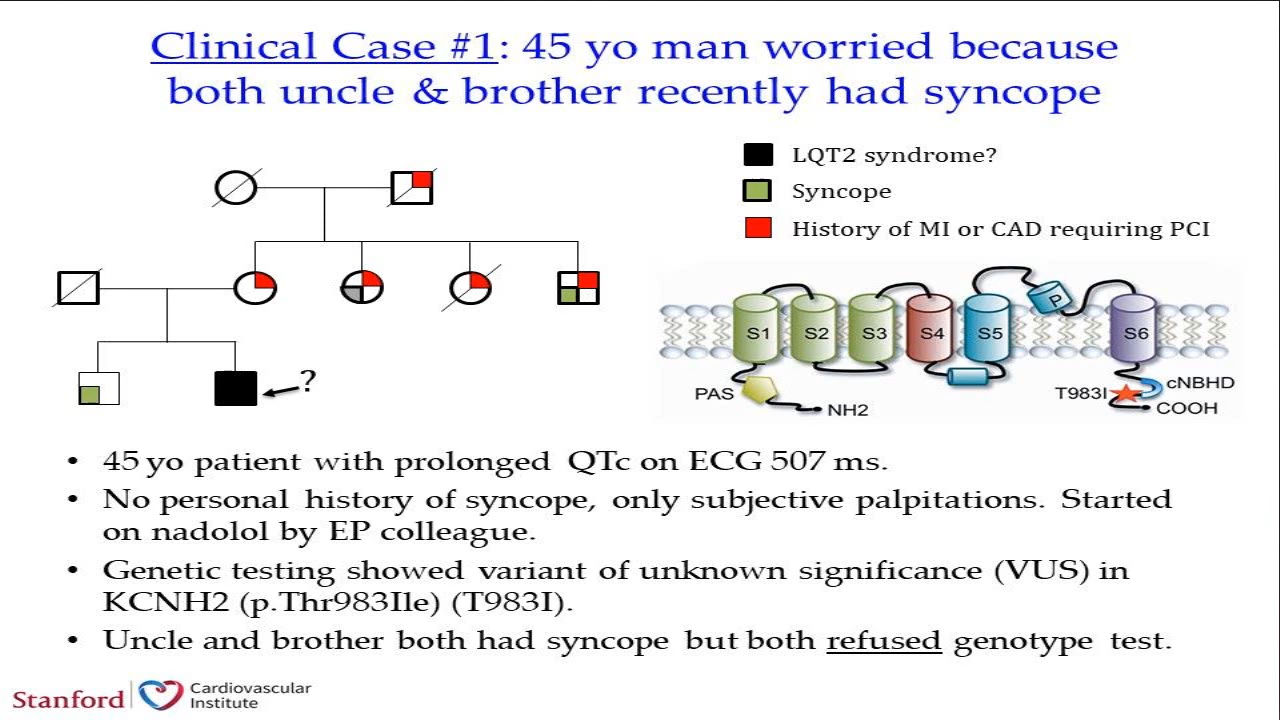 Clinical Case #1: 45 yo man worried because
both uncle & brother recently had syncope
LQT2 syndrome?
Syncope
History of MI or CAD requiring PCI
?
S1
S2
S3
S4
S5
P
S6
PAS
NH2
T983I
cNBHD
COOH
• 45 yo patient with prolonged QTc on ECG 507 ms.
• No personal history of syncope, only subjective palpitations. Started
on nadolol by EP colleague.
• Genetic testing showed variant of unknown significance (VUS) in
KCNH2 (p.Thr983Ile) (T983I).
• Uncle and brother both had syncope but both refused genotype test.
Stanford
Cardiovascular
Institute